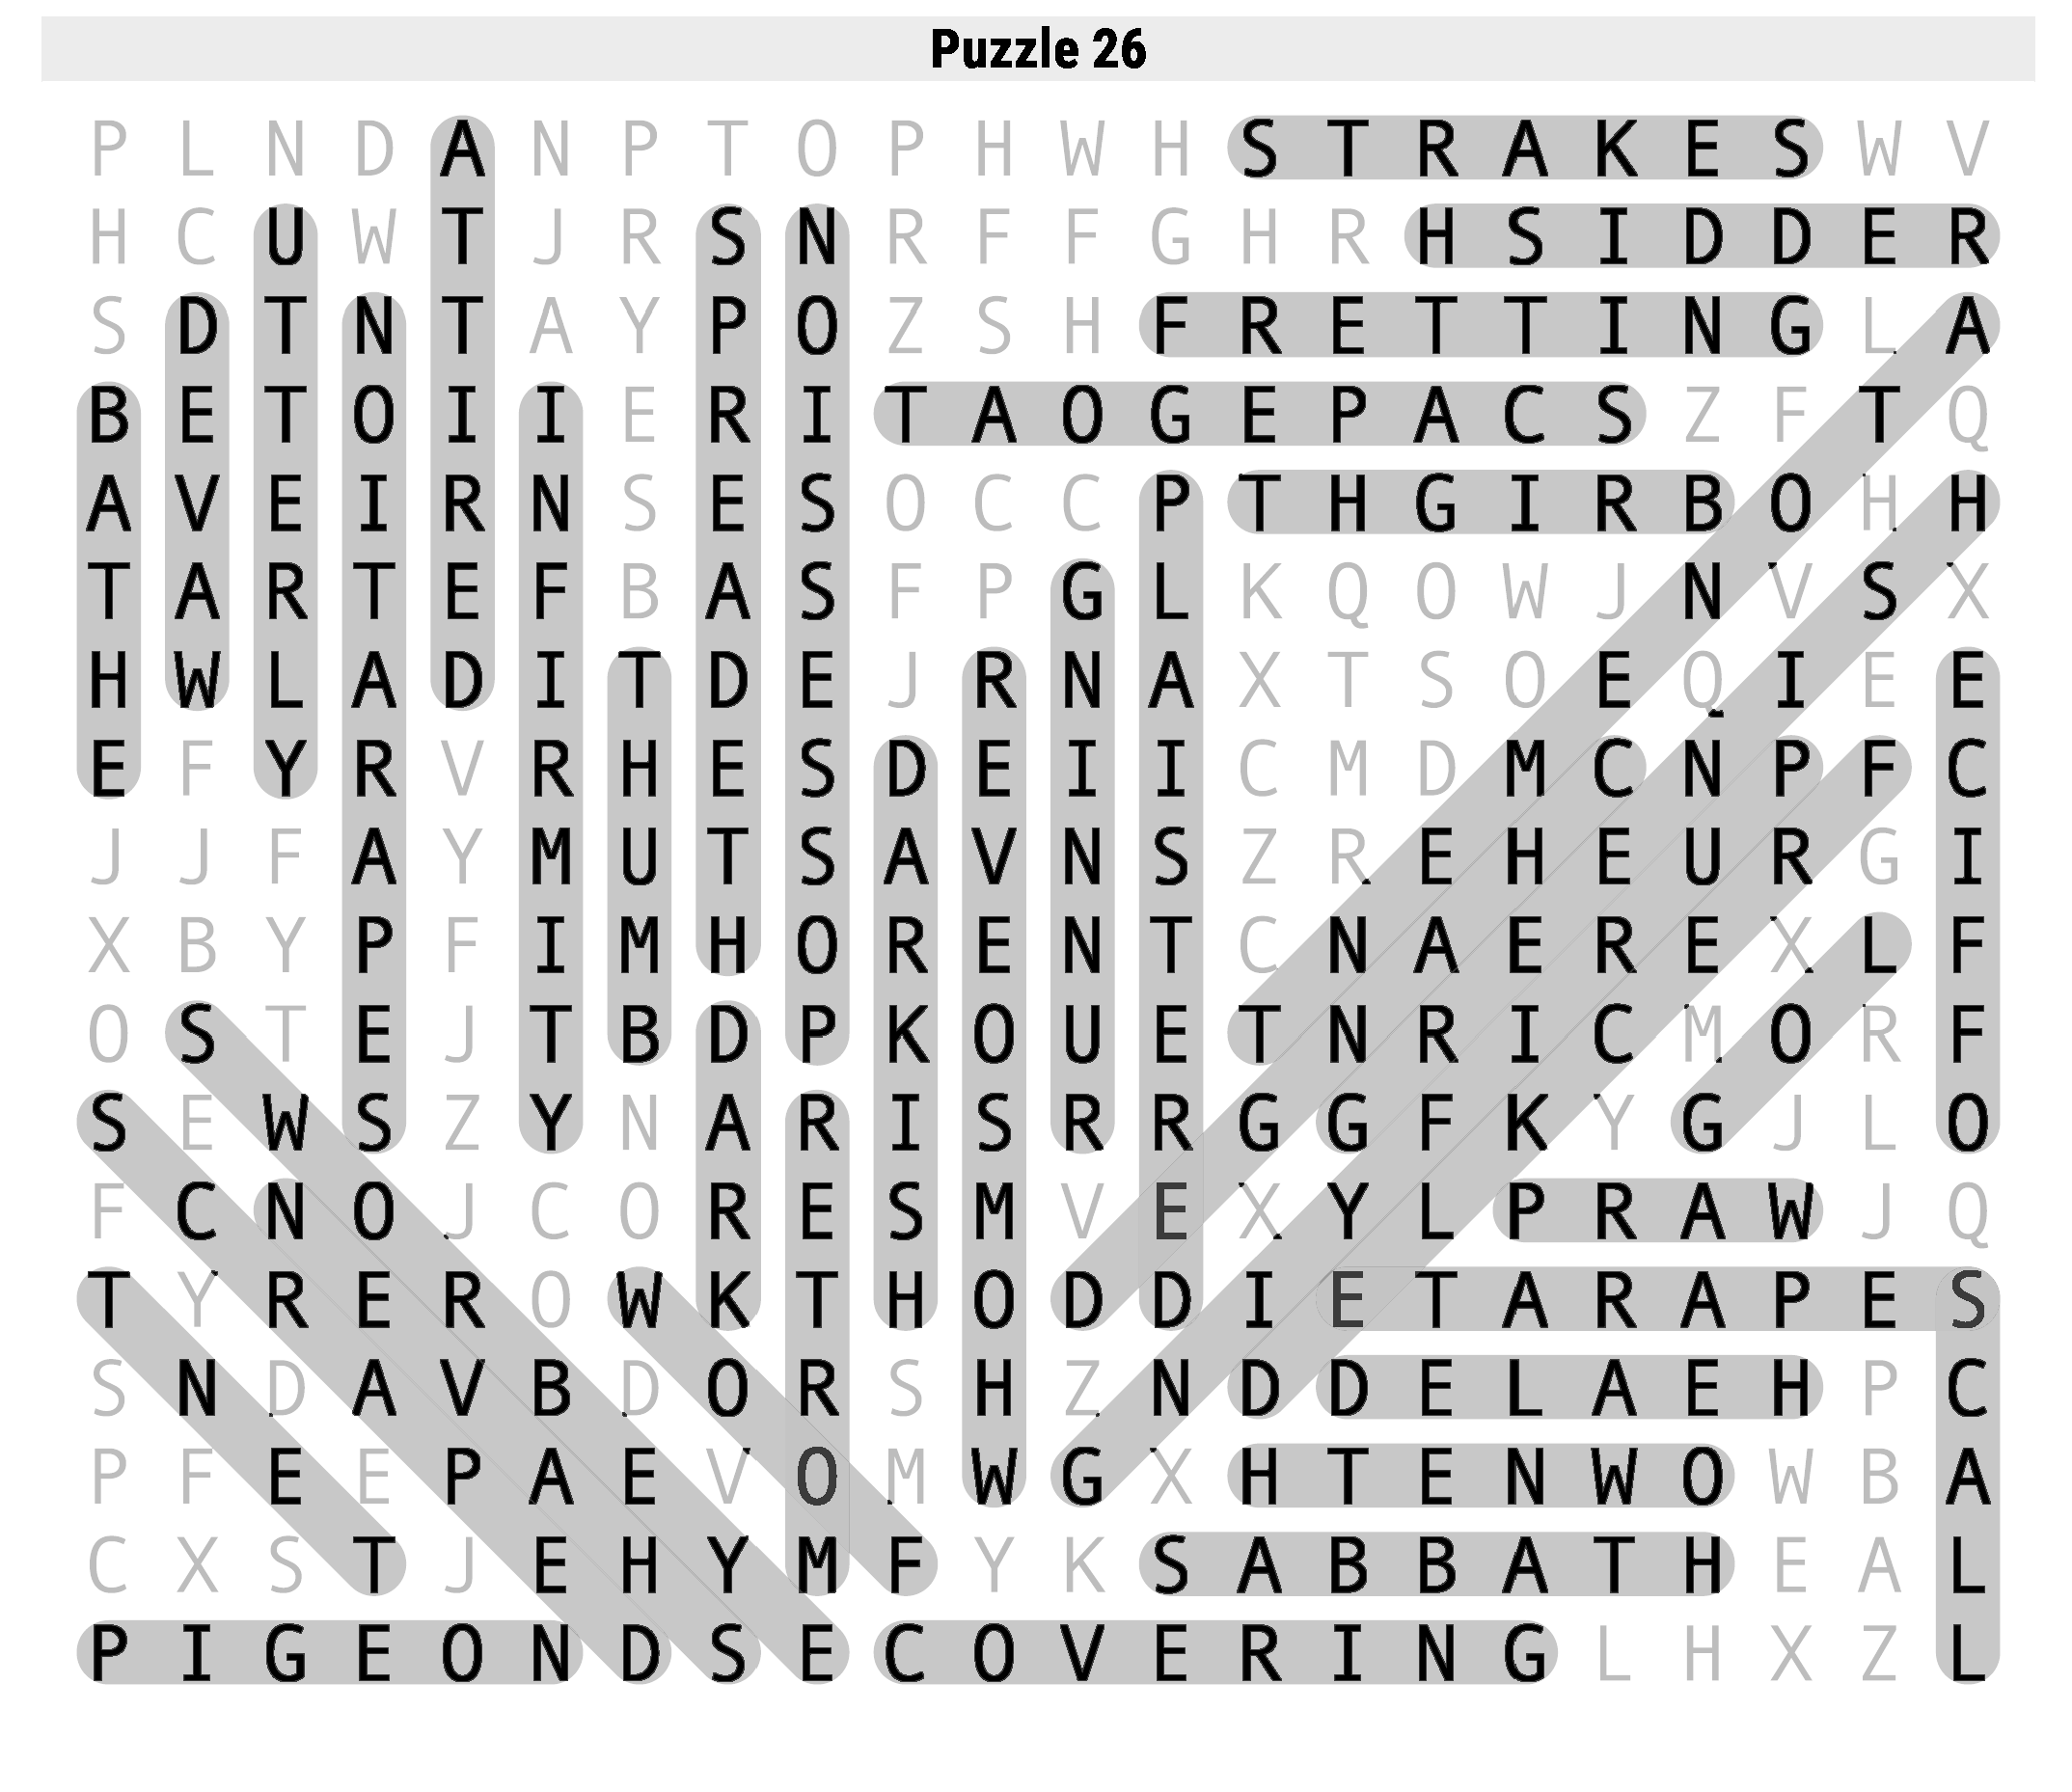 Puzzle 26
P L N D A N P T O P H W H S T R A K E S W V
H C U W T J R S N R F F G H R H S I D D E R
S D T N T A Y P O Z S H F R E T T I N G L A
B E T O I I E R I T A O G E P A C S Z F T Q
A V E I R N S E S O C C P T H G I R B O H H
T A R T E F B A S F P G L K Q O W J N V S X
H W L A D I T D E J R N A X T S O E Q I E E
E F Y R V R H E S D E I I C M D M C N P F C
J J F A Y M U T S A V N S Z R E H E U R G I
X B Y P F I M H O R E N T C N A E R E X L F
O S T E J T B D P K O U E T N R I C M O R F
S E W S Z Y N A R I S R R G G F K Y G J L O
F C N O J C O R E S M V E X Y L P R A W J Q
T Y R E R O W K T H O D D I E T A R A P E S
S N D A V B D O R S H Z N D D E L A E H P C
P F E E P A E V O M W G X H T E N W O W B A
C X S T J E H Y M F Y K S A B B A T H E A L
P I G E O N D S E C O V E R I N G L H X Z L